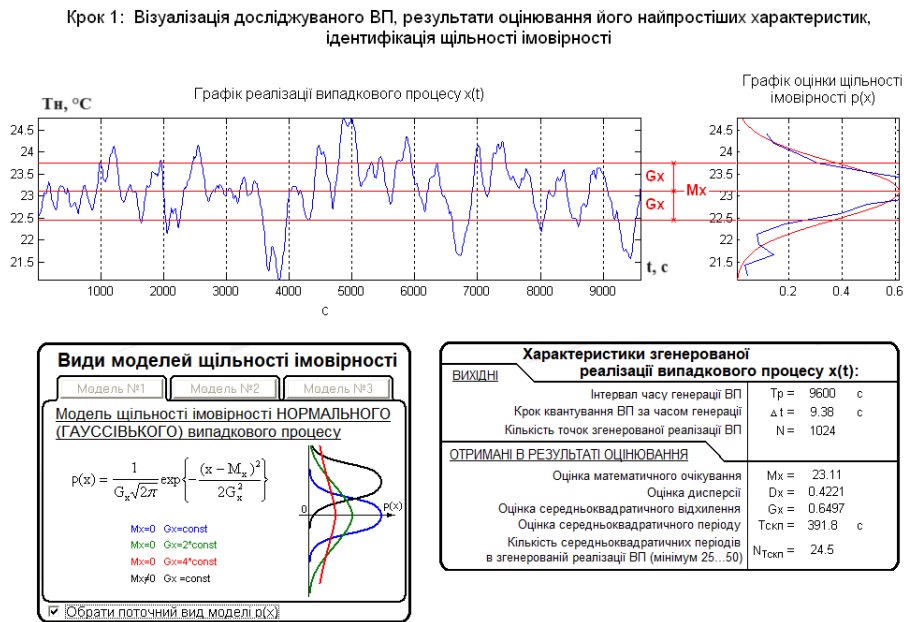 Крок 1: Візуалізація досліджуваного ВП, результати оцінювання його найпростіших характеристик,
ідентифікація щільності імовірності
Графік реалізації випадкового процесу x(t)
Графік оцінки щільності
імовірності p(x)
Тн, °C
24.5
24
23.5
23
22.5
22
21.5
1000 2000 3000 4000 5000 6000 7000 8000 9000
с
t, с
Gx
Mx
Gx
24.5
24
23.5
23
22.5
22
21.5
0.2 0.4 0.6
Види моделей щільності імовірності
Модель №1 Модель №2 Модель №3
Модель щільності імовірності НОРМАЛЬНОГО
(ГАУССІВЬКОГО) випадкового процесу
p(x) = 1/(Gₓ√2π) exp{-(x – Mₓ)²/2Gₓ²}
0 p(x)
Mx=0 Gx=const
Mx=0 Gx=2*const
Mx=0 Gx=4*const
Mx≠0 Gx =const
Обрати поточний вид моделі p(x)
Характеристики згенерованої
реалізації випадкового процесу x(t):
ВИХІДНІ
Інтервал часу генерації ВП Tp = 9600 с
Крок квантування ВП за часом генерації Δt = 9.38 с
Кількість точок згенерованої реалізації ВП N = 1024
ОТРИМАНІ В РЕЗУЛЬТАТІ ОЦІНЮВАННЯ
Оцінка математичного очікування Mx = 23.11
Оцінка дисперсії Dx = 0.4221
Оцінка середньоквадратичного відхилення Gx = 0.6497
Оцінка середньоквадратичного періоду Tскп = 391.8 с
Кількість середньоквадратичних періодів
в згенерованій реалізації ВП (мінімум 25...50) NTскп = 24.5